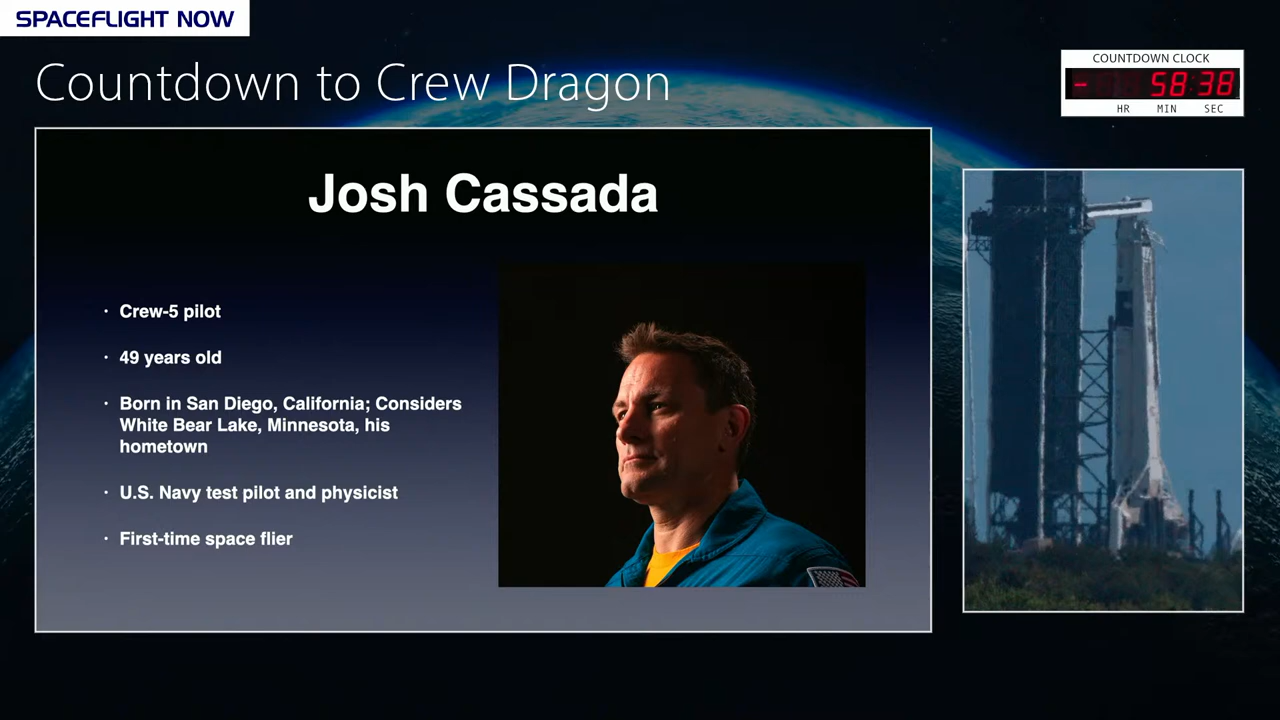 SPACEFLIGHT NOW
Countdown to Crew Dragon
COUNTDOWN CLOCK
- 58 38
HR MIN SEC
Josh Cassada
· Crew-5 pilot
· 49 years old
· Born in San Diego, California; Considers
White Bear Lake, Minnesota, his
hometown
· U.S. Navy test pilot and physicist
· First-time space flier